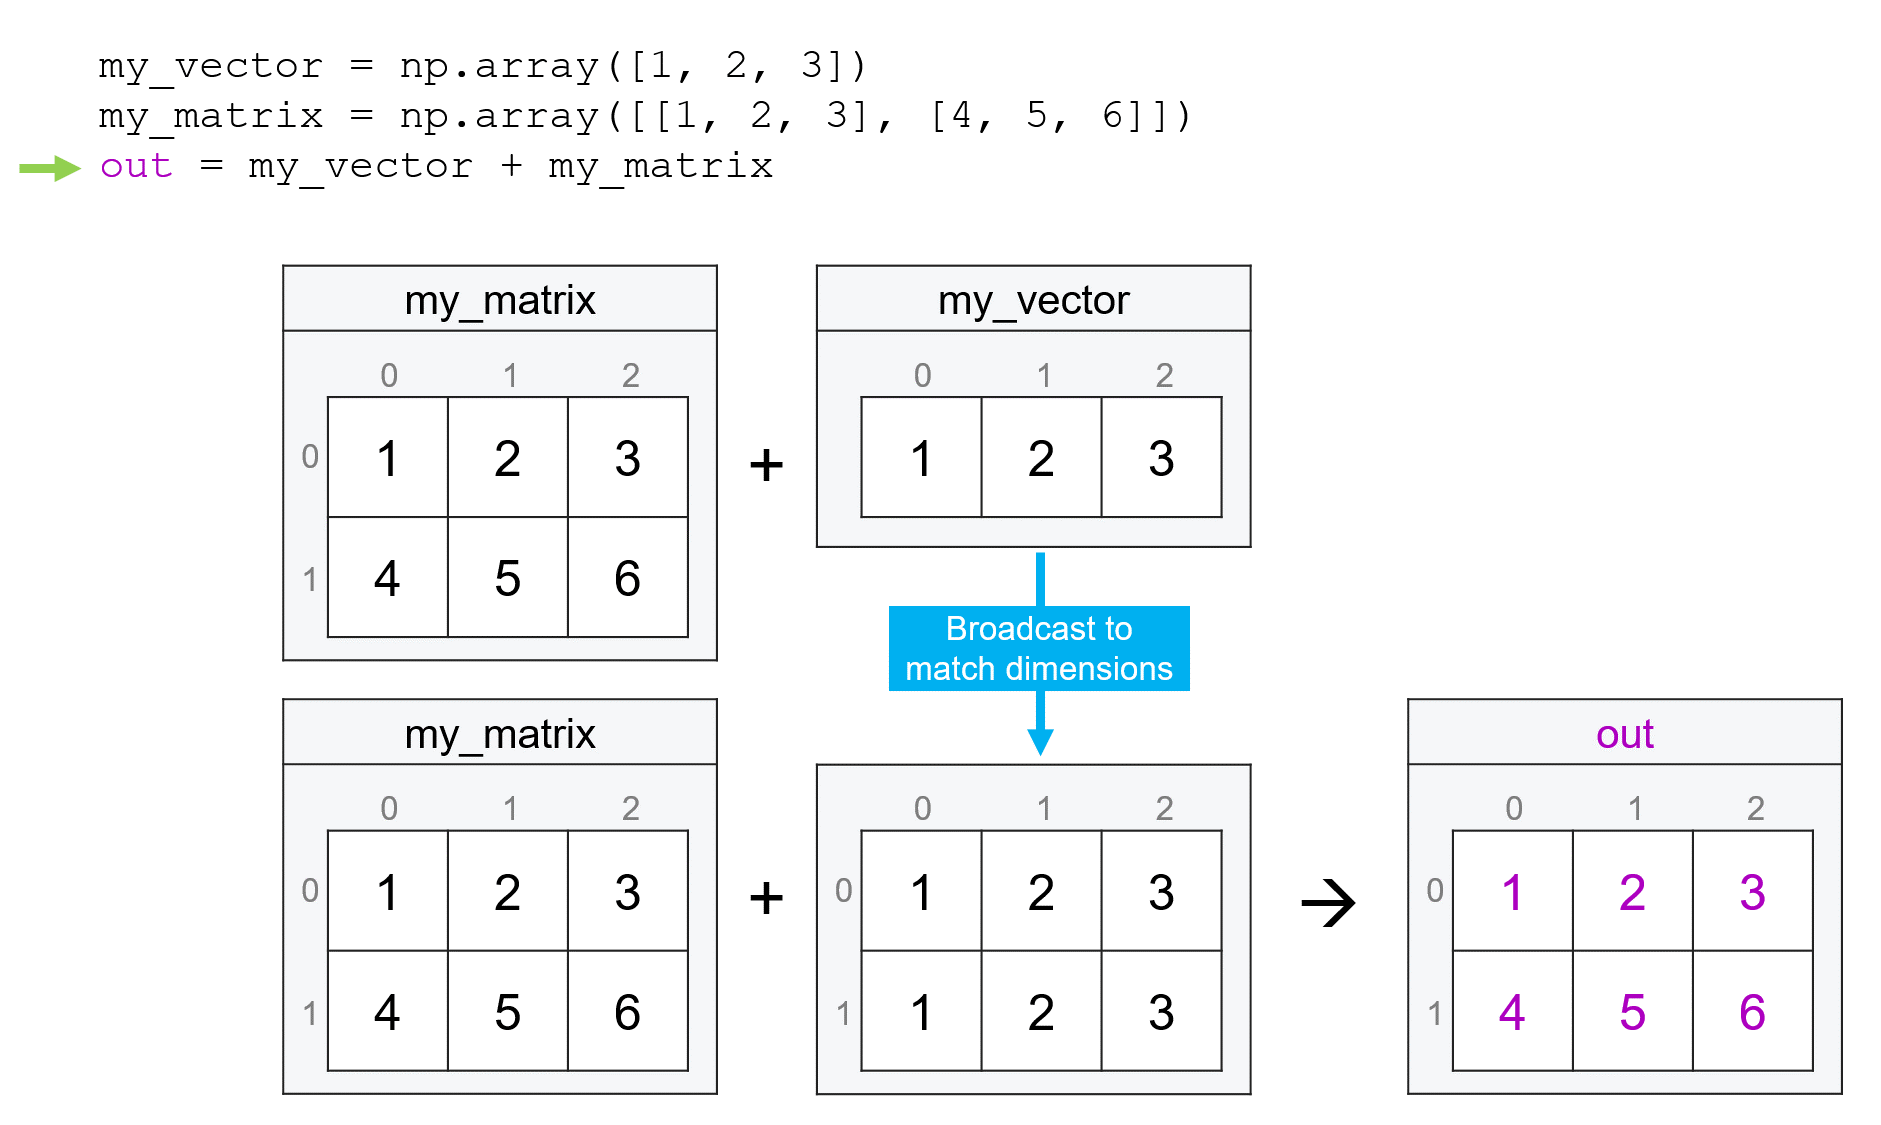 my_vector = np.array([1, 2, 3])
my_matrix = np.array([[1, 2, 3], [4, 5, 6]])
out = my_vector + my_matrix
my_matrix
0 1 2
0 1 2 3
1 4 5 6
+
my_vector
0 1 2
1 2 3
Broadcast to
match dimensions
my_matrix
0 1 2
0 1 2 3
1 4 5 6
+
0 1 2
0 1 2 3
1 1 2 3
→
out
0 1 2
0 1 2 3
1 4 5 6